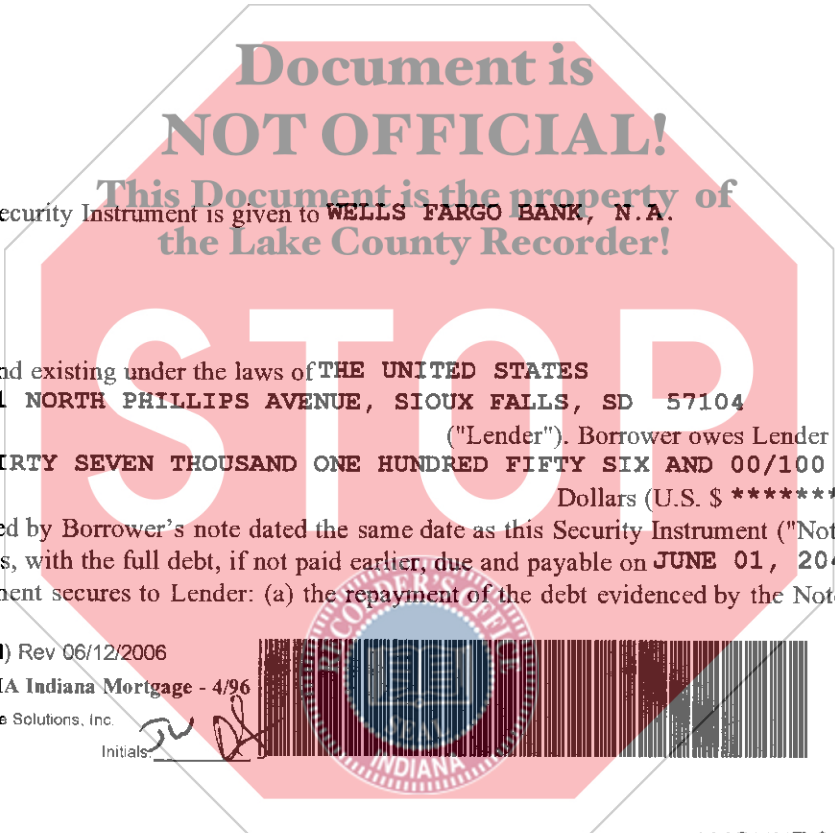 Document is
NOT OFFICIAL!
This Document is the property of
ecurity Instrument is given to WELLS FARGO BANK, N.A.
the Lake County Recorder!
STOP
nd existing under the laws of THE UNITED STATES
1 NORTH PHILLIPS AVENUE, SIOUX FALLS, SD 57104
("Lender"). Borrower owes Lender
IRTY SEVEN THOUSAND ONE HUNDRED FIFTY SIX AND 00/100
Dollars (U.S. $ *******
ed by Borrower's note dated the same date as this Security Instrument ("Not
s, with the full debt, if not paid earlier, due and payable on JUNE 01, 204
ment secures to Lender: (a) the repayment of the debt evidenced by the Not
) Rev 06/12/2006
IA Indiana Mortgage - 4/96
e Solutions, Inc.
Initials:
RECORDER'S OFFICE
SEAL
INDIANA